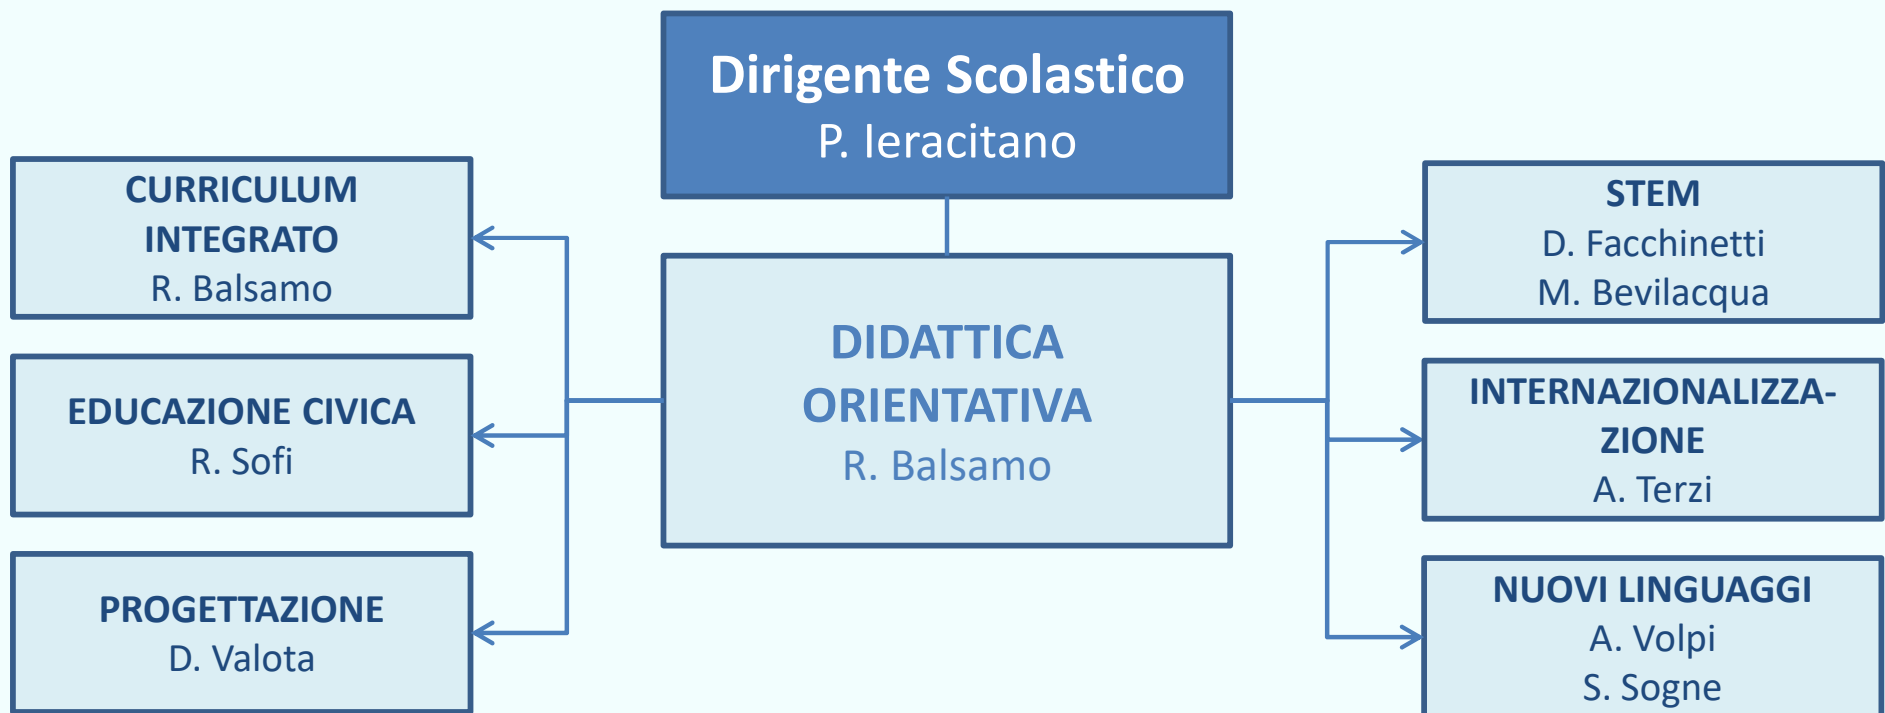 Dirigente Scolastico
P. Ieracitano
CURRICULUM
INTEGRATO
R. Balsamo
EDUCAZIONE CIVICA
R. Sofi
PROGETTAZIONE
D. Valota
DIDATTICA
ORIENTATIVA
R. Balsamo
STEM
D. Facchinetti
M. Bevilacqua
INTERNAZIONALIZZA-
ZIONE
A. Terzi
NUOVI LINGUAGGI
A. Volpi
S. Sogne